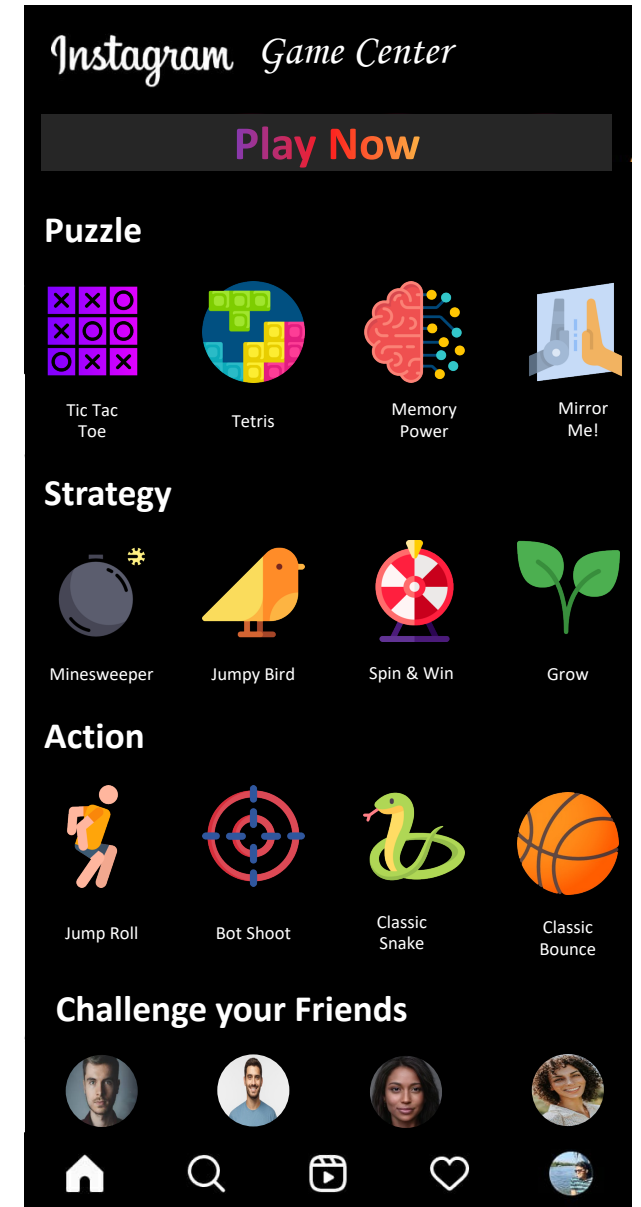 Instagram Game Center
Play Now
Puzzle
Tic Tac
Toe
Tetris
Memory
Power
Mirror
Me!
Strategy
Minesweeper
Jumpy Bird
Spin & Win
Grow
Action
Jump Roll
Bot Shoot
Classic
Snake
Classic
Bounce
Challenge your Friends